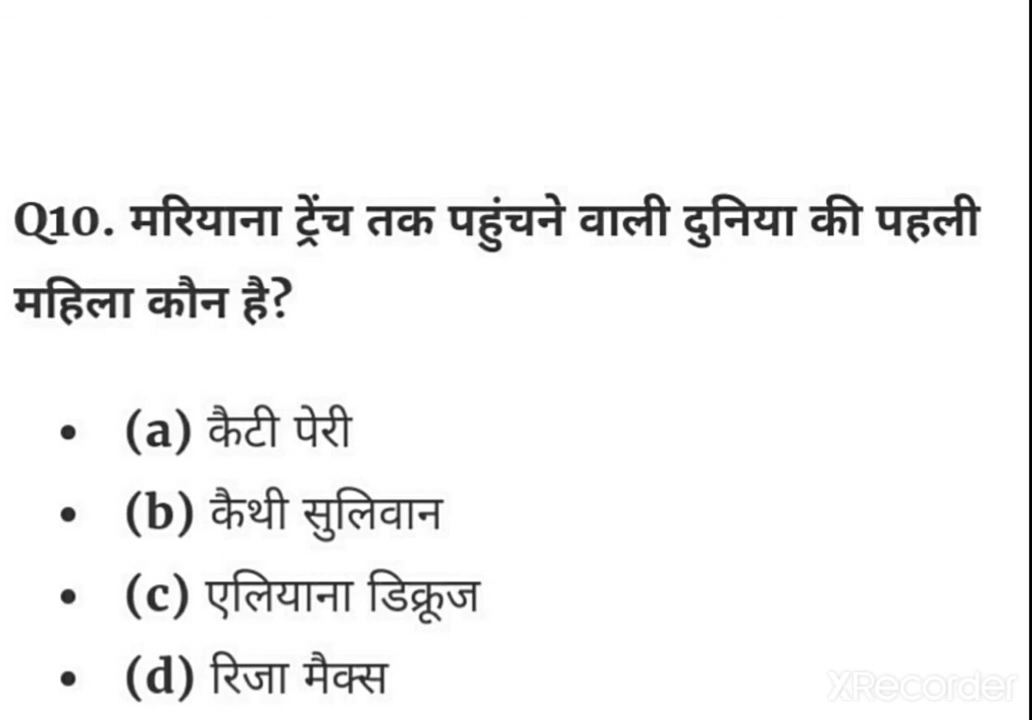 Q10. मरियाना ट्रेंच तक पहुंचने वाली दुनिया की पहली
महिला कौन है?
• (a) कैटी पेरी
• (b) कैथी सुलिवान
• (c) एलियाना डिक्रूज
• (d) रिजा मैक्स
XRecorder